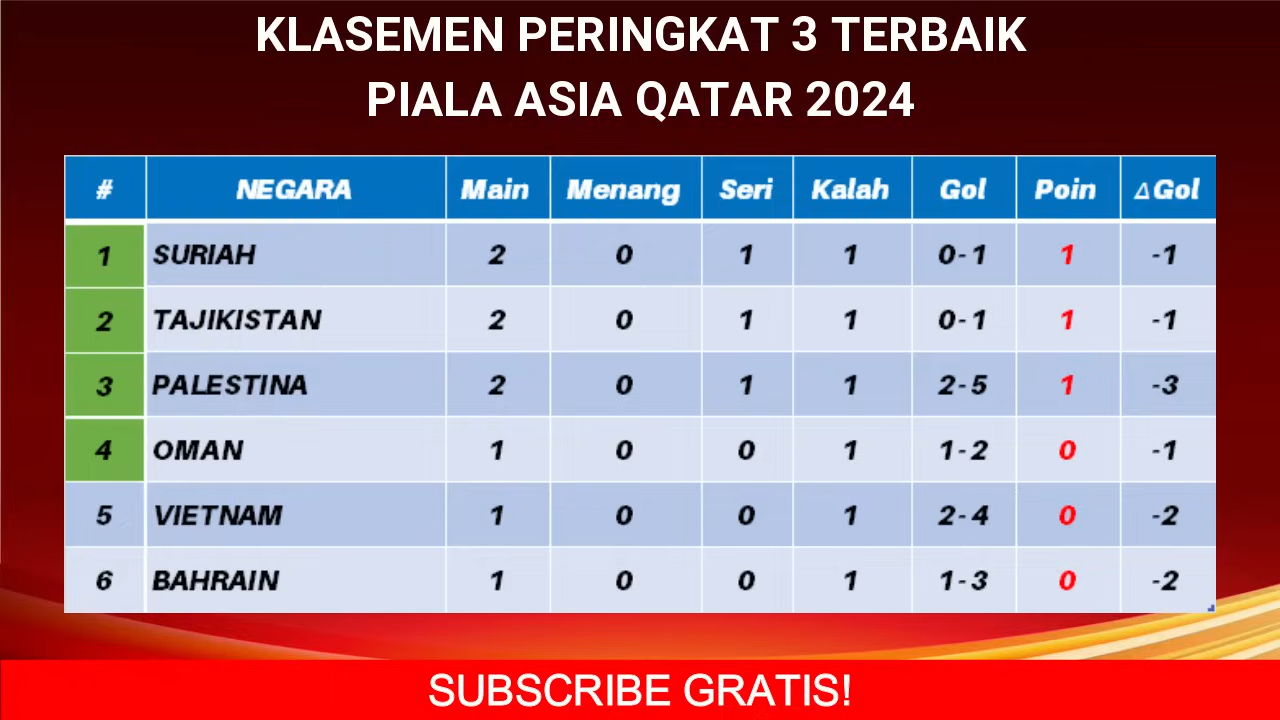 KLASEMEN PERINGKAT 3 TERBAIK
PIALA ASIA QATAR 2024
# NEGARA Main Menang Seri Kalah Gol Poin ΔGol
1 SURIAH 2 0 1 1 0-1 1 -1
2 TAJIKISTAN 2 0 1 1 0-1 1 -1
3 PALESTINA 2 0 1 1 2-5 1 -3
4 OMAN 1 0 0 1 1-2 0 -1
5 VIETNAM 1 0 0 1 2-4 0 -2
6 BAHRAIN 1 0 0 1 1-3 0 -2
SUBSCRIBE GRATIS!